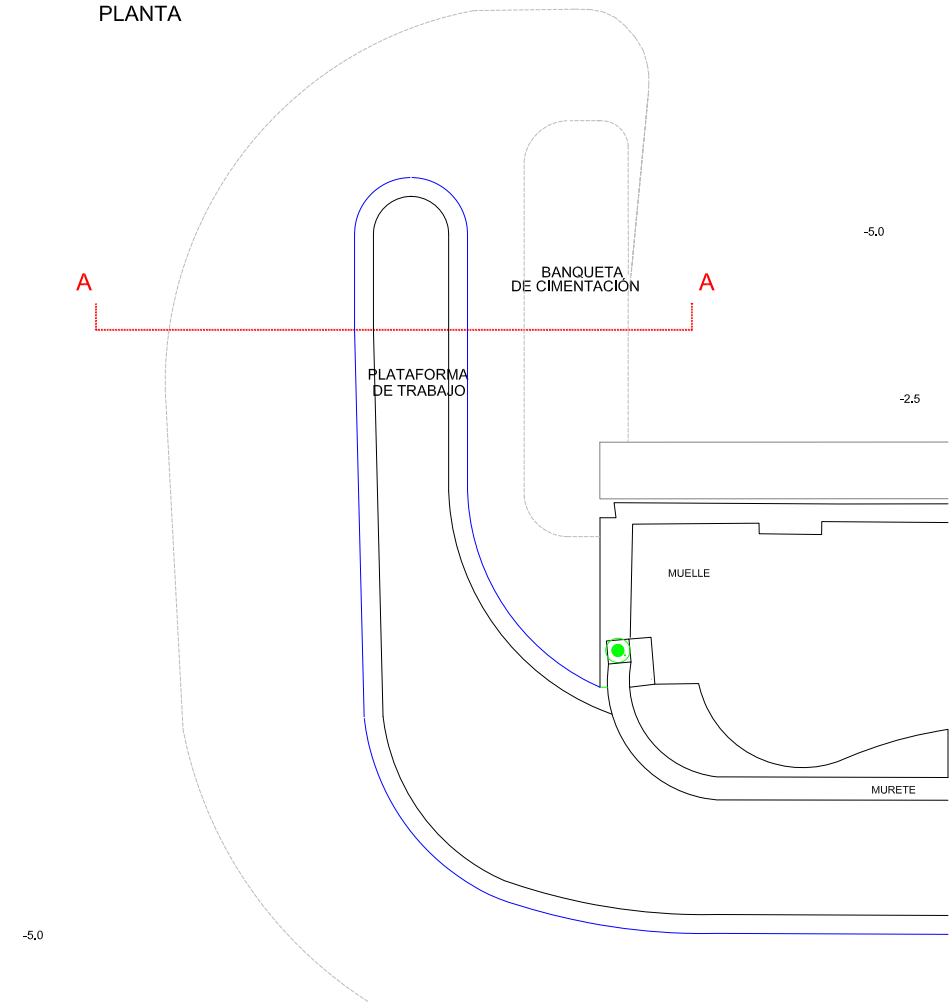 PLANTA
-5.0
A
A
BANQUETA
DE CIMENTACIÓN
PLATAFORMA
DE TRABAJO
-2.5
MUELLE
MURETE
-5.0